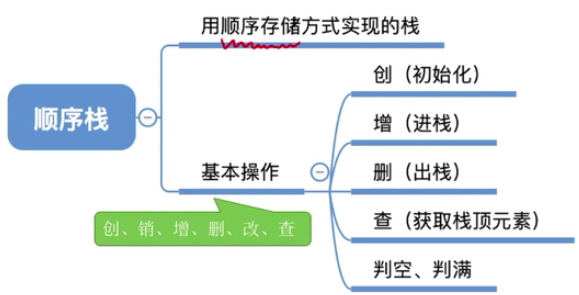 用顺序存储方式实现的栈
顺序栈
创（初始化）
增（进栈）
基本操作
删（出栈）
创、销、增、删、改、查
查（获取栈顶元素）
判空、判满